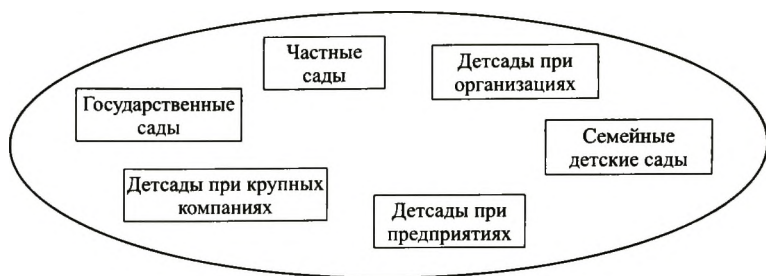 Частные
сады
Детсады при
организациях
Государственные
сады
Семейные
детские сады
Детсады при крупных
компаниях
Детсады при
предприятиях